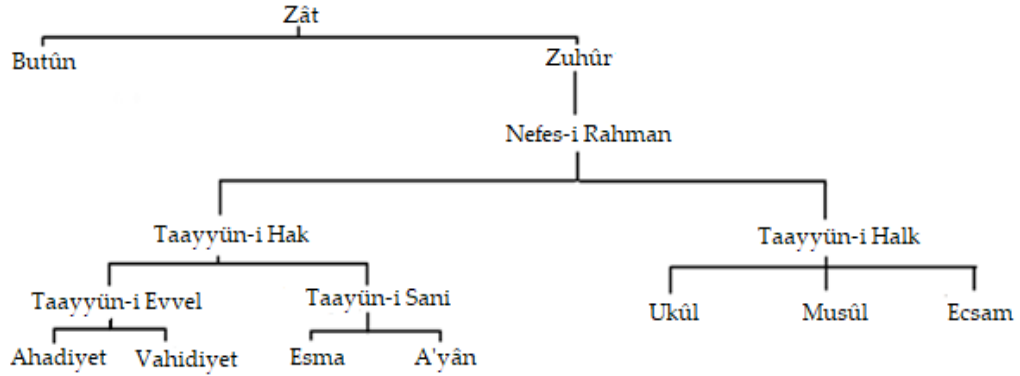 Zât
Butûn
Zuhûr
Nefes-i Rahman
Taayyün-i Hak
Taayyün-i Halk
Taayyün-i Evvel
Taayün-i Sani
Ukûl
Musûl
Ecsam
Ahadiyet
Vahidiyet
Esma
A'yân